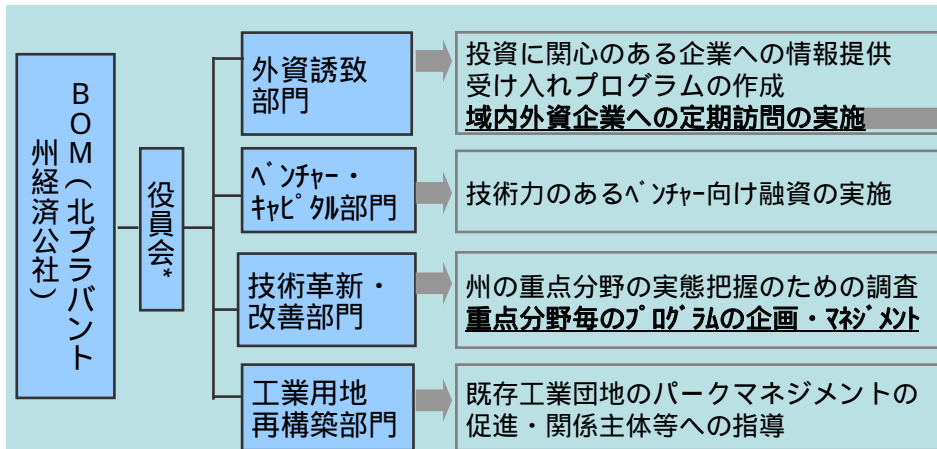 BOM(北ブラバント
州経済公社)
役員会*
外資誘致
部門
投資に関心のある企業への情報提供
受け入れプログラムの作成
域内外資企業への定期訪問の実施
ﾍﾞﾝﾁｬｰ・
ｷｬﾋﾟﾀﾙ部門
技術力のあるﾍﾞﾝﾁｬｰ向け融資の実施
技術革新・
改善部門
州の重点分野の実態把握のための調査
重点分野毎のﾌﾟﾛｸﾞﾗﾑの企画・ﾏﾈｼﾞﾒﾝﾄ
工業用地
再構築部門
既存工業団地のパークマネジメントの
促進・関係主体等への指導